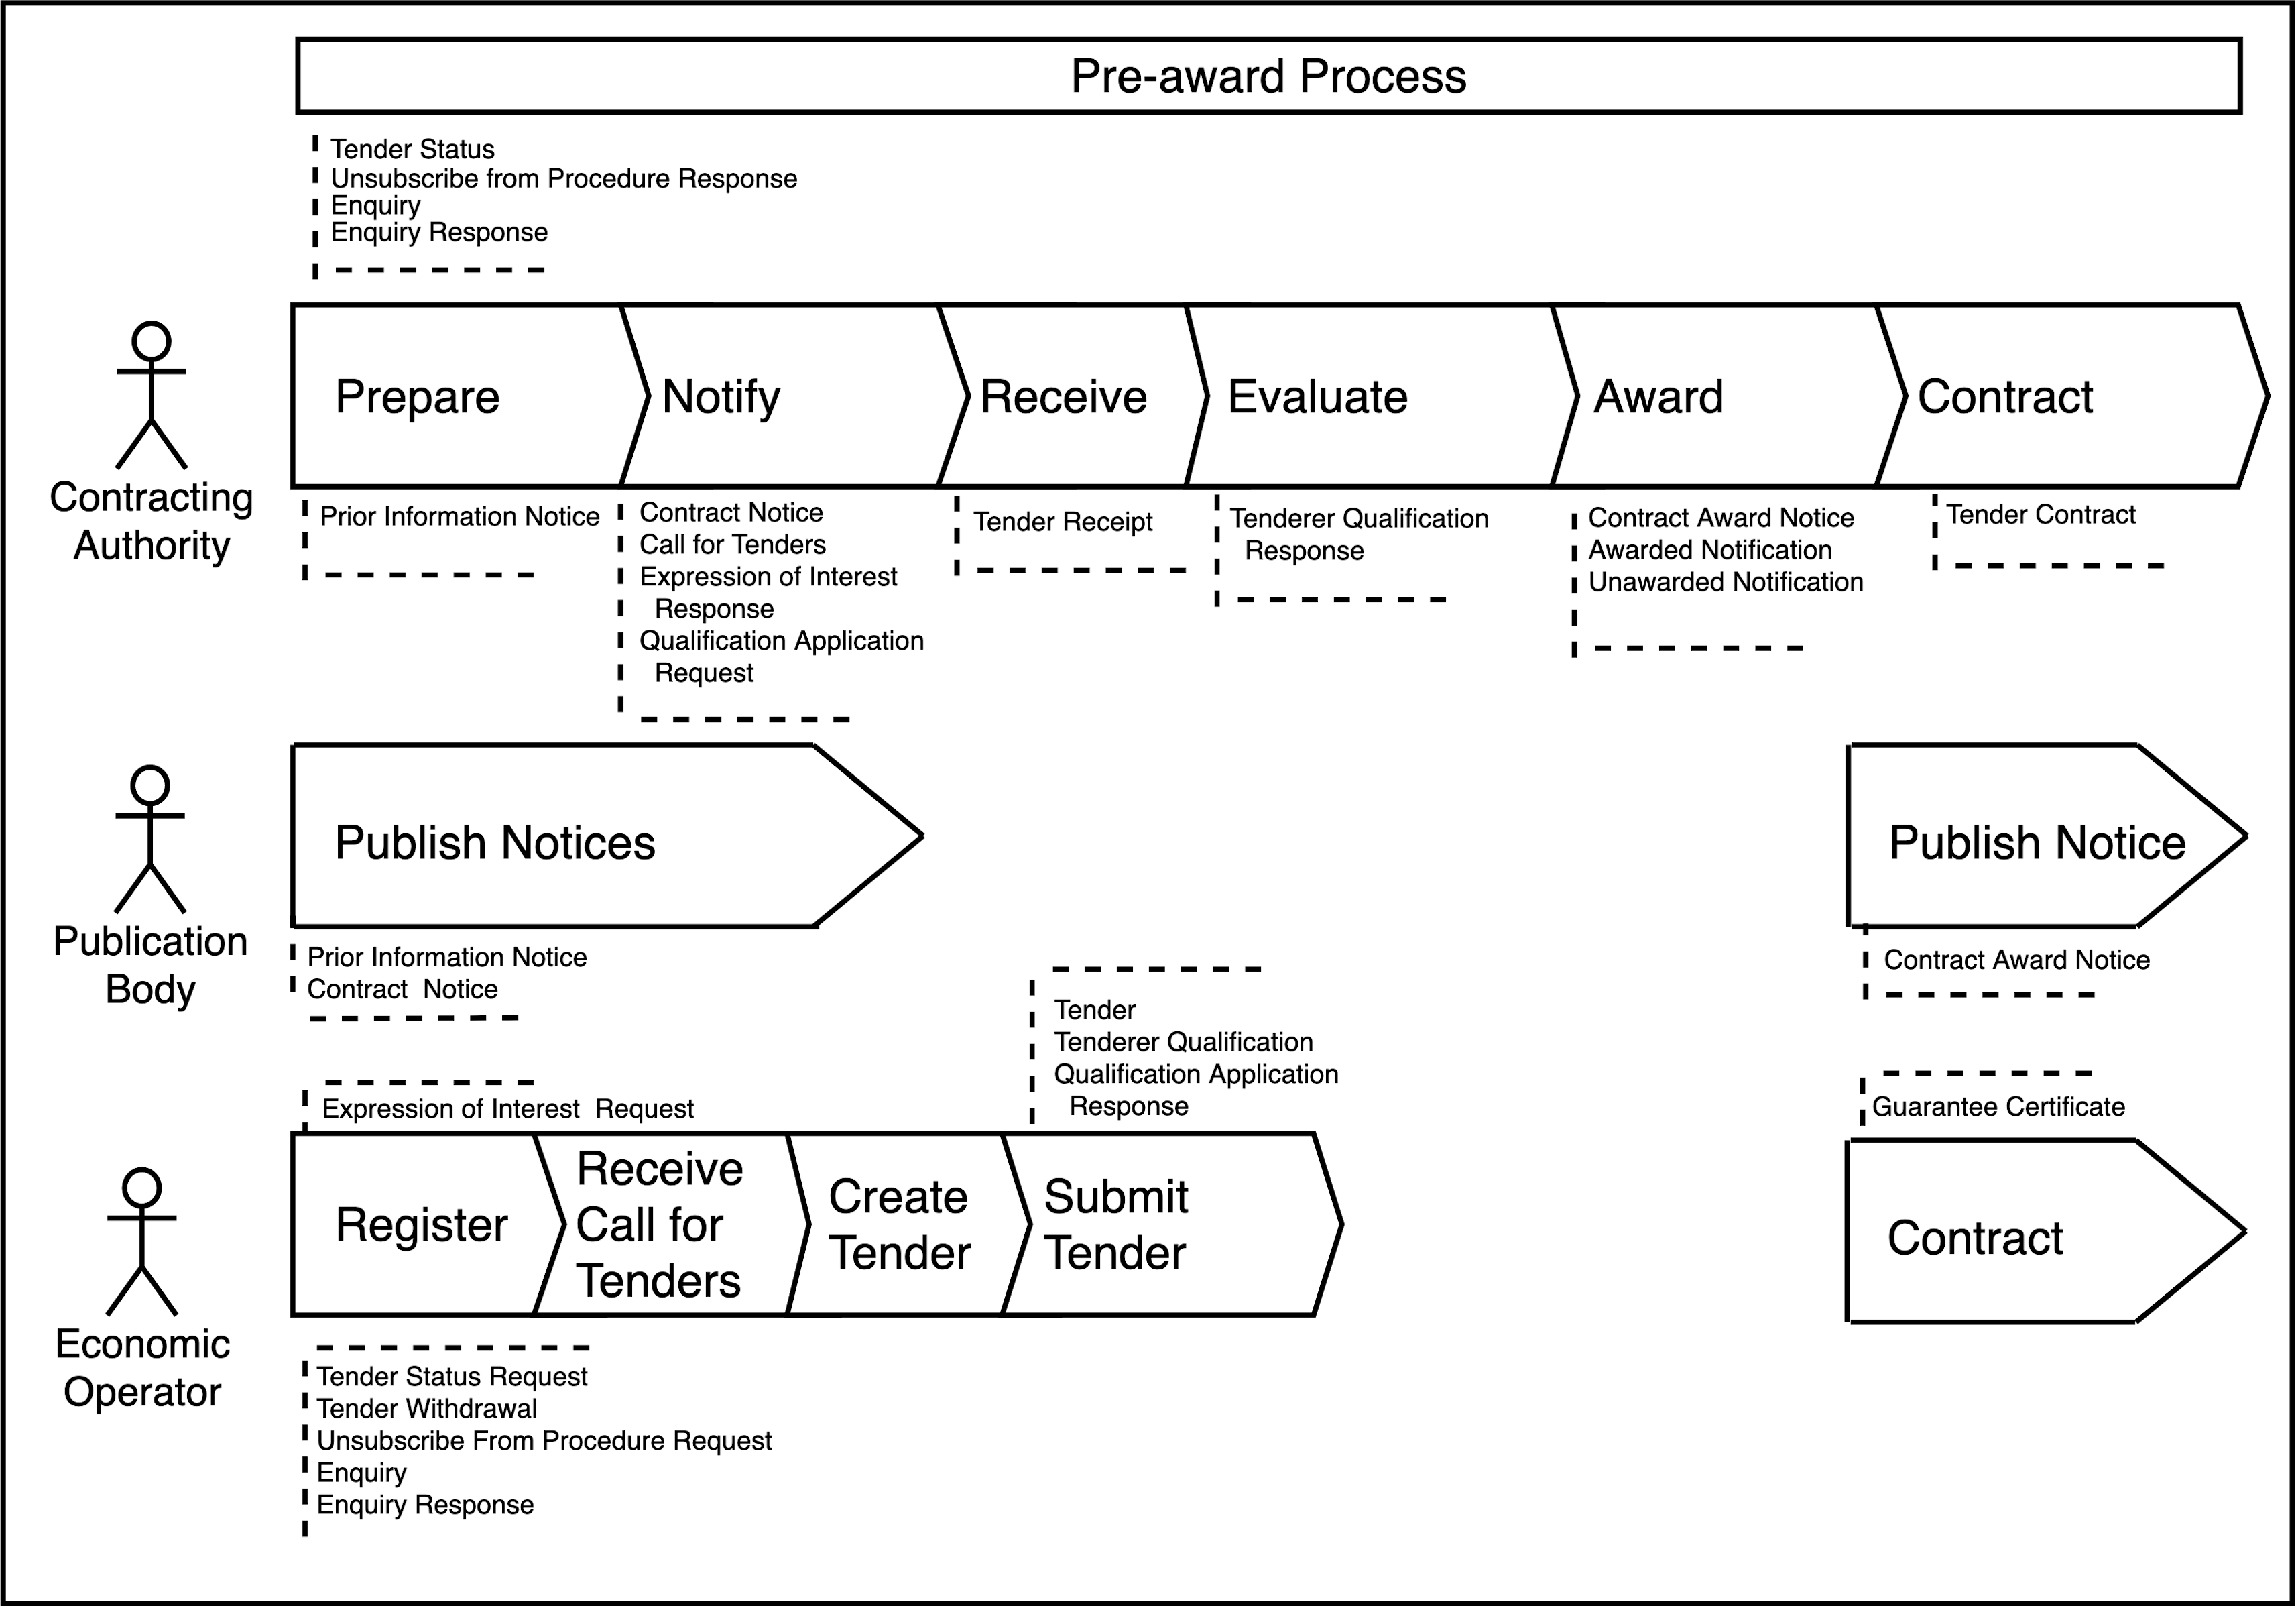 Pre-award Process
Tender Status
Unsubscribe from Procedure Response
Enquiry
Enquiry Response
Contracting
Authority
Prepare
Notify
Receive
Evaluate
Award
Contract
Prior Information Notice
Contract Notice
Call for Tenders
Expression of Interest
Response
Qualification Application
Request
Tender Receipt
Tenderer Qualification
Response
Contract Award Notice
Awarded Notification
Unawarded Notification
Tender Contract
Publication
Body
Publish Notices
Publish Notice
Prior Information Notice
Contract Notice
Contract Award Notice
Economic
Operator
Expression of Interest Request
Tender
Tenderer Qualification
Qualification Application
Response
Guarantee Certificate
Register
Receive
Call for
Tenders
Create
Tender
Submit
Tender
Contract
Tender Status Request
Tender Withdrawal
Unsubscribe From Procedure Request
Enquiry
Enquiry Response